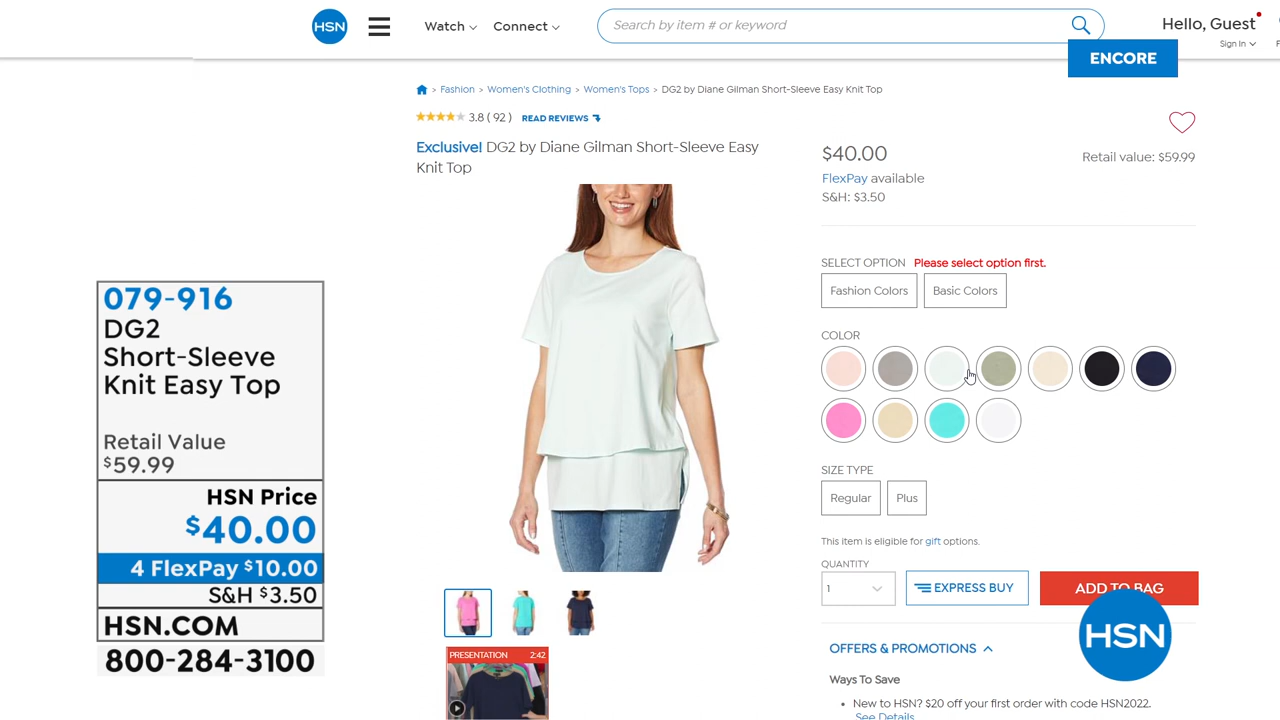 HSN
Watch
Connect
Search by item # or keyword
Hello, Guest
Sign In
ENCORE
> Fashion > Women's Clothing > Women's Tops > DG2 by Diane Gilman Short-Sleeve Easy Knit Top
3.8 ( 92 ) READ REVIEWS
Exclusive! DG2 by Diane Gilman Short-Sleeve Easy
Knit Top
$40.00
Retail value: $59.99
FlexPay available
S&H: $3.50
SELECT OPTION Please select option first.
Fashion Colors
Basic Colors
COLOR
SIZE TYPE
Regular
Plus
This item is eligible for gift options.
QUANTITY
1
EXPRESS BUY
ADD TO BAG
HSN
OFFERS & PROMOTIONS
Ways To Save
• New to HSN? $20 off your first order with code HSN2022.
See Details
PRESENTATION 2:42
079-916
DG2
Short-Sleeve
Knit Easy Top
Retail Value
$59.99
HSN Price
$40.00
4 FlexPay $10.00
S&H $3.50
HSN.COM
800-284-3100